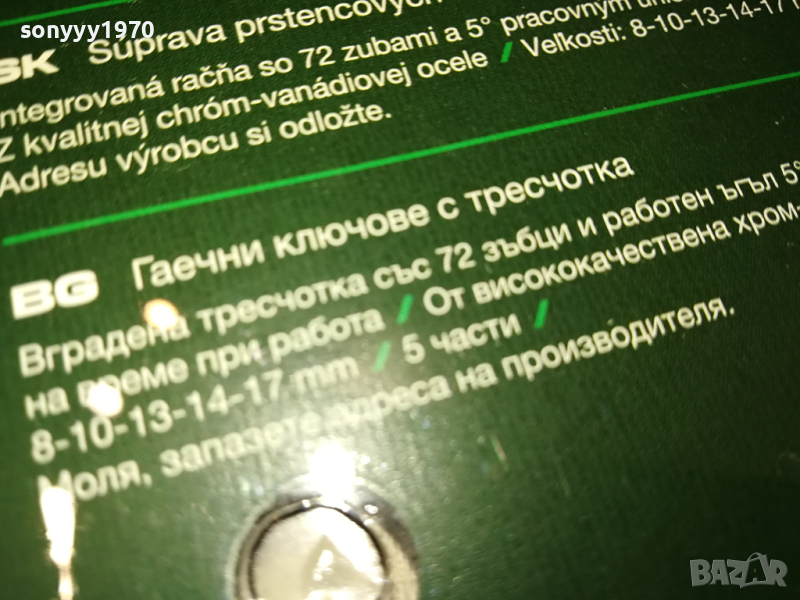 sonyyy1970
SK Súprava prstencových
Integrovaná račňa so 72 zubami a 5° pracovným
Z kvalitnej chróm-vanádiovej ocele / Veľkosti: 8-10-13-14-17
Adresu výrobcu si odložte.
BG Гаечни ключове с тресчотка
Вградена тресчотка със 72 зъбци и работен ъгъл 5°
на време при работа / От висококачествена хром-
8-10-13-14-17 mm / 5 части /
Моля, запазете адреса на производителя.
BAZAR